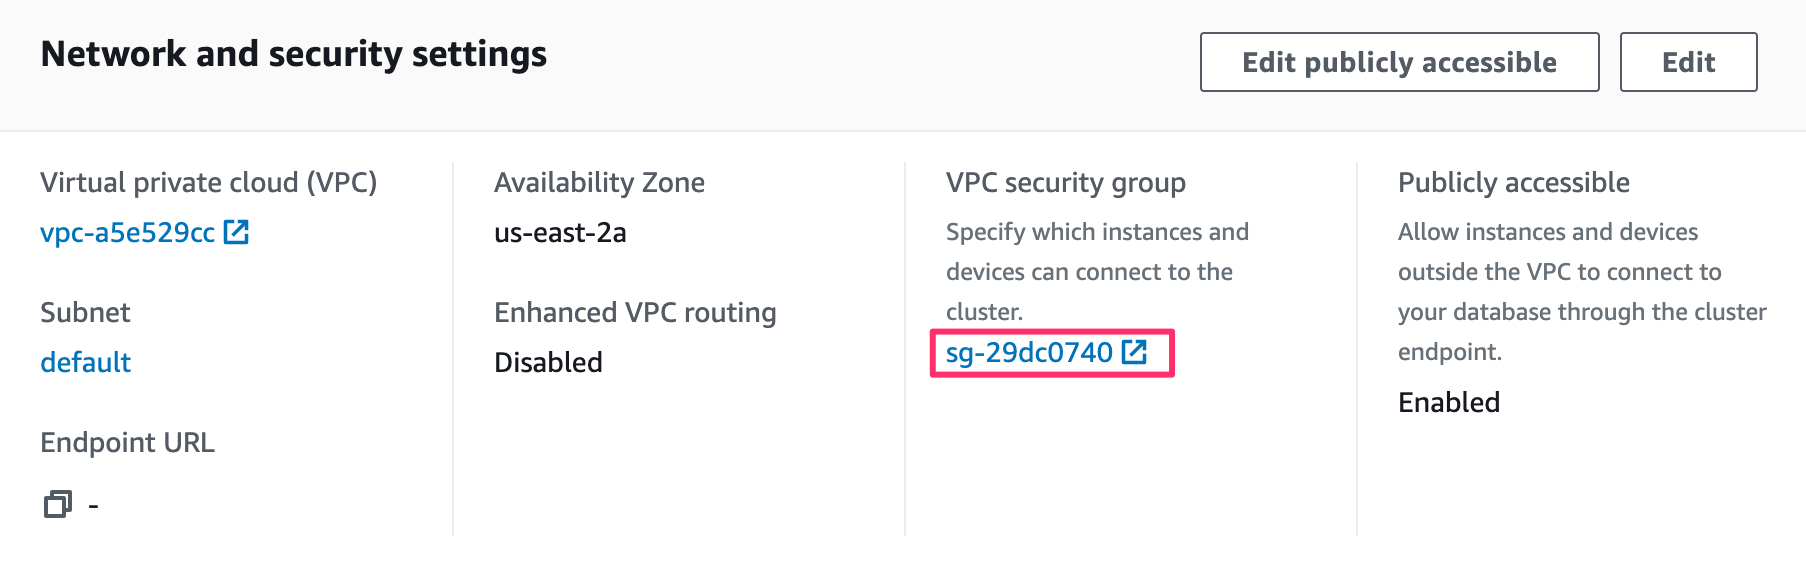 Network and security settings
Edit publicly accessible
Edit
Virtual private cloud (VPC)
vpc-a5e529cc
Subnet
default
Endpoint URL
-
Availability Zone
us-east-2a
Enhanced VPC routing
Disabled
VPC security group
Specify which instances and
devices can connect to the
cluster.
sg-29dc0740
Publicly accessible
Allow instances and devices
outside the VPC to connect to
your database through the cluster
endpoint.
Enabled